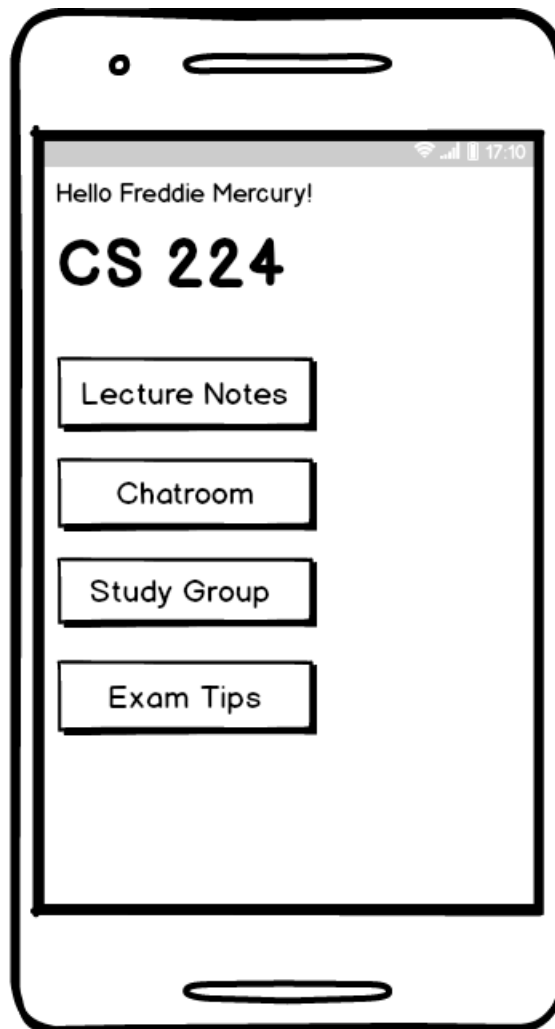 17:10
Hello Freddie Mercury!
CS 224
Lecture Notes
Chatroom
Study Group
Exam Tips